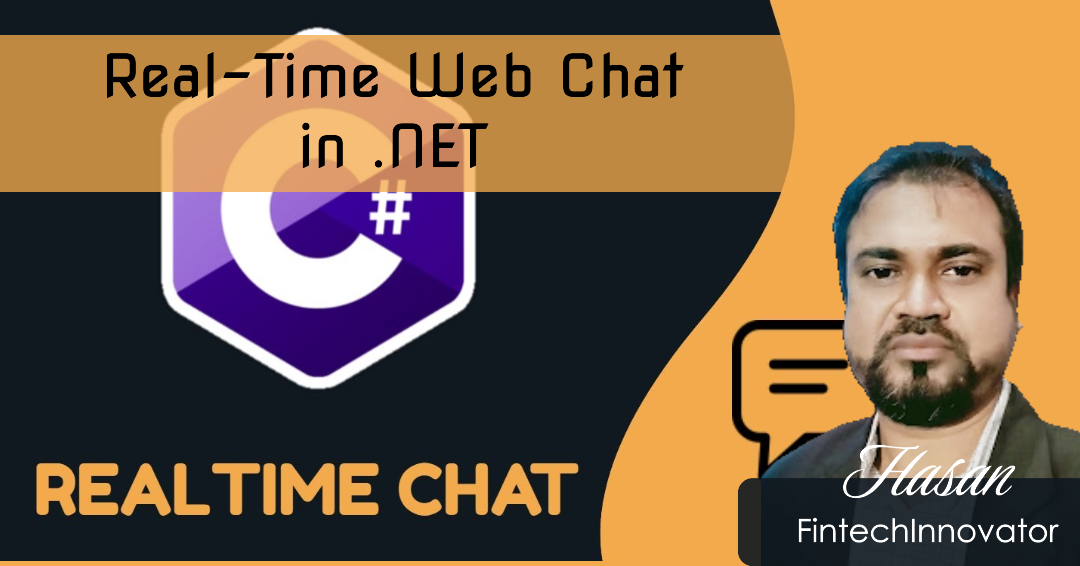 Real-Time Web Chat
in .NET
C#
REALTIME CHAT
Hasan
FintechInnovator